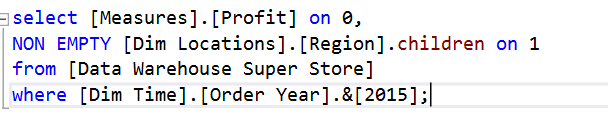 select [Measures].[Profit] on 0,
NON EMPTY [Dim Locations].[Region].children on 1
from [Data Warehouse Super Store]
where [Dim Time].[Order Year].&[2015];